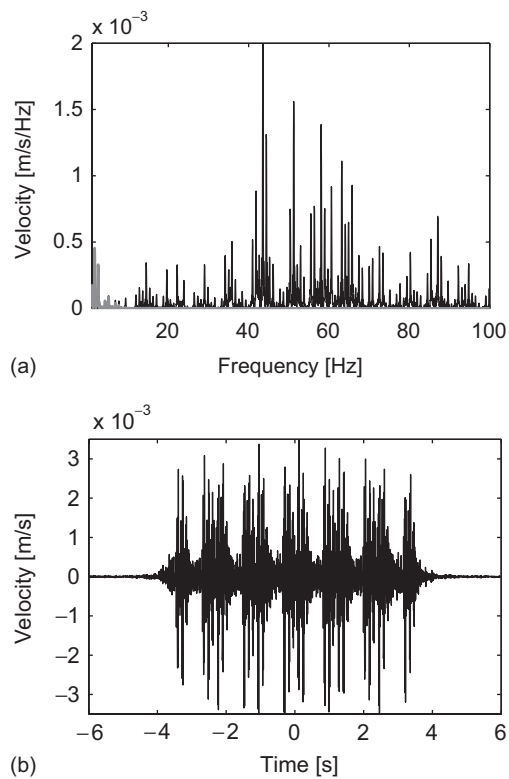 x 10⁻³
2
1.5
1
0.5
0
Velocity [m/s/Hz]
20 40 60 80 100
Frequency [Hz]
(a)
x 10⁻³
3
2
1
0
−1
−2
−3
Velocity [m/s]
−6 −4 −2 0 2 4 6
Time [s]
(b)